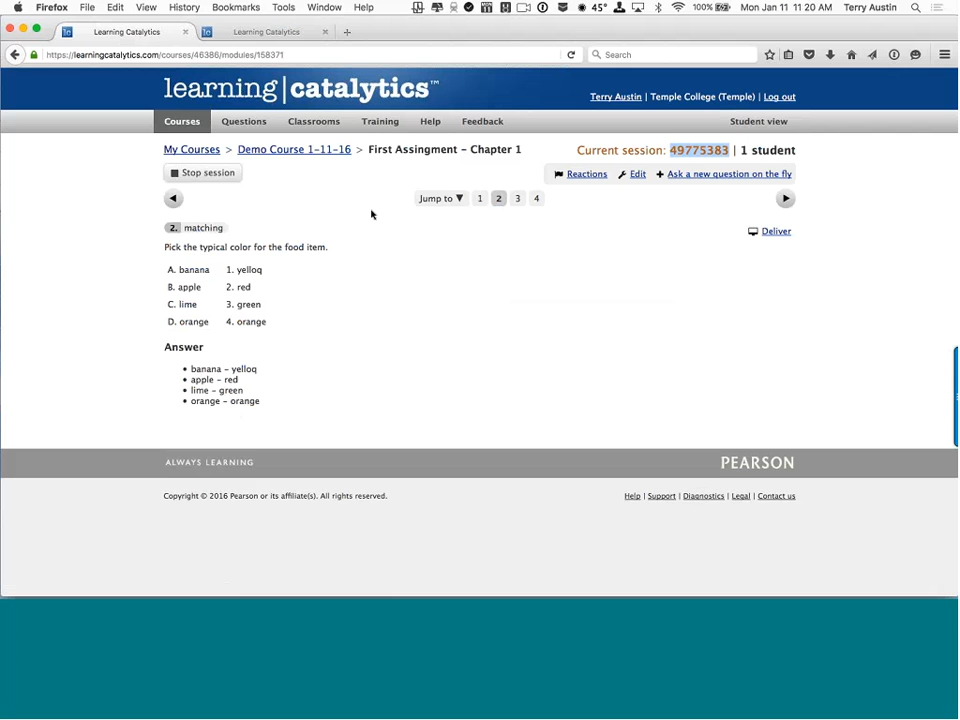 Firefox File Edit View History Bookmarks Tools Window Help 45° 100% Mon Jan 11 11:20 AM Terry Austin
Learning Catalytics × Learning Catalytics × +
https://learningcatalytics.com/courses/46386/modules/158371 Search
learning|catalytics™
Terry Austin | Temple College (Temple) | Log out
Courses Questions Classrooms Training Help Feedback Student view
My Courses > Demo Course 1-11-16 > First Assingment - Chapter 1 Current session: 49775383 | 1 student
Stop session Reactions Edit + Ask a new question on the fly
Jump to ▼ 1 2 3 4
2. matching
Deliver
Pick the typical color for the food item.
A. banana 1. yelloq
B. apple 2. red
C. lime 3. green
D. orange 4. orange
Answer
• banana – yelloq
• apple – red
• lime – green
• orange – orange
ALWAYS LEARNING PEARSON
Copyright © 2016 Pearson or its affiliate(s). All rights reserved. Help | Support | Diagnostics | Legal | Contact us